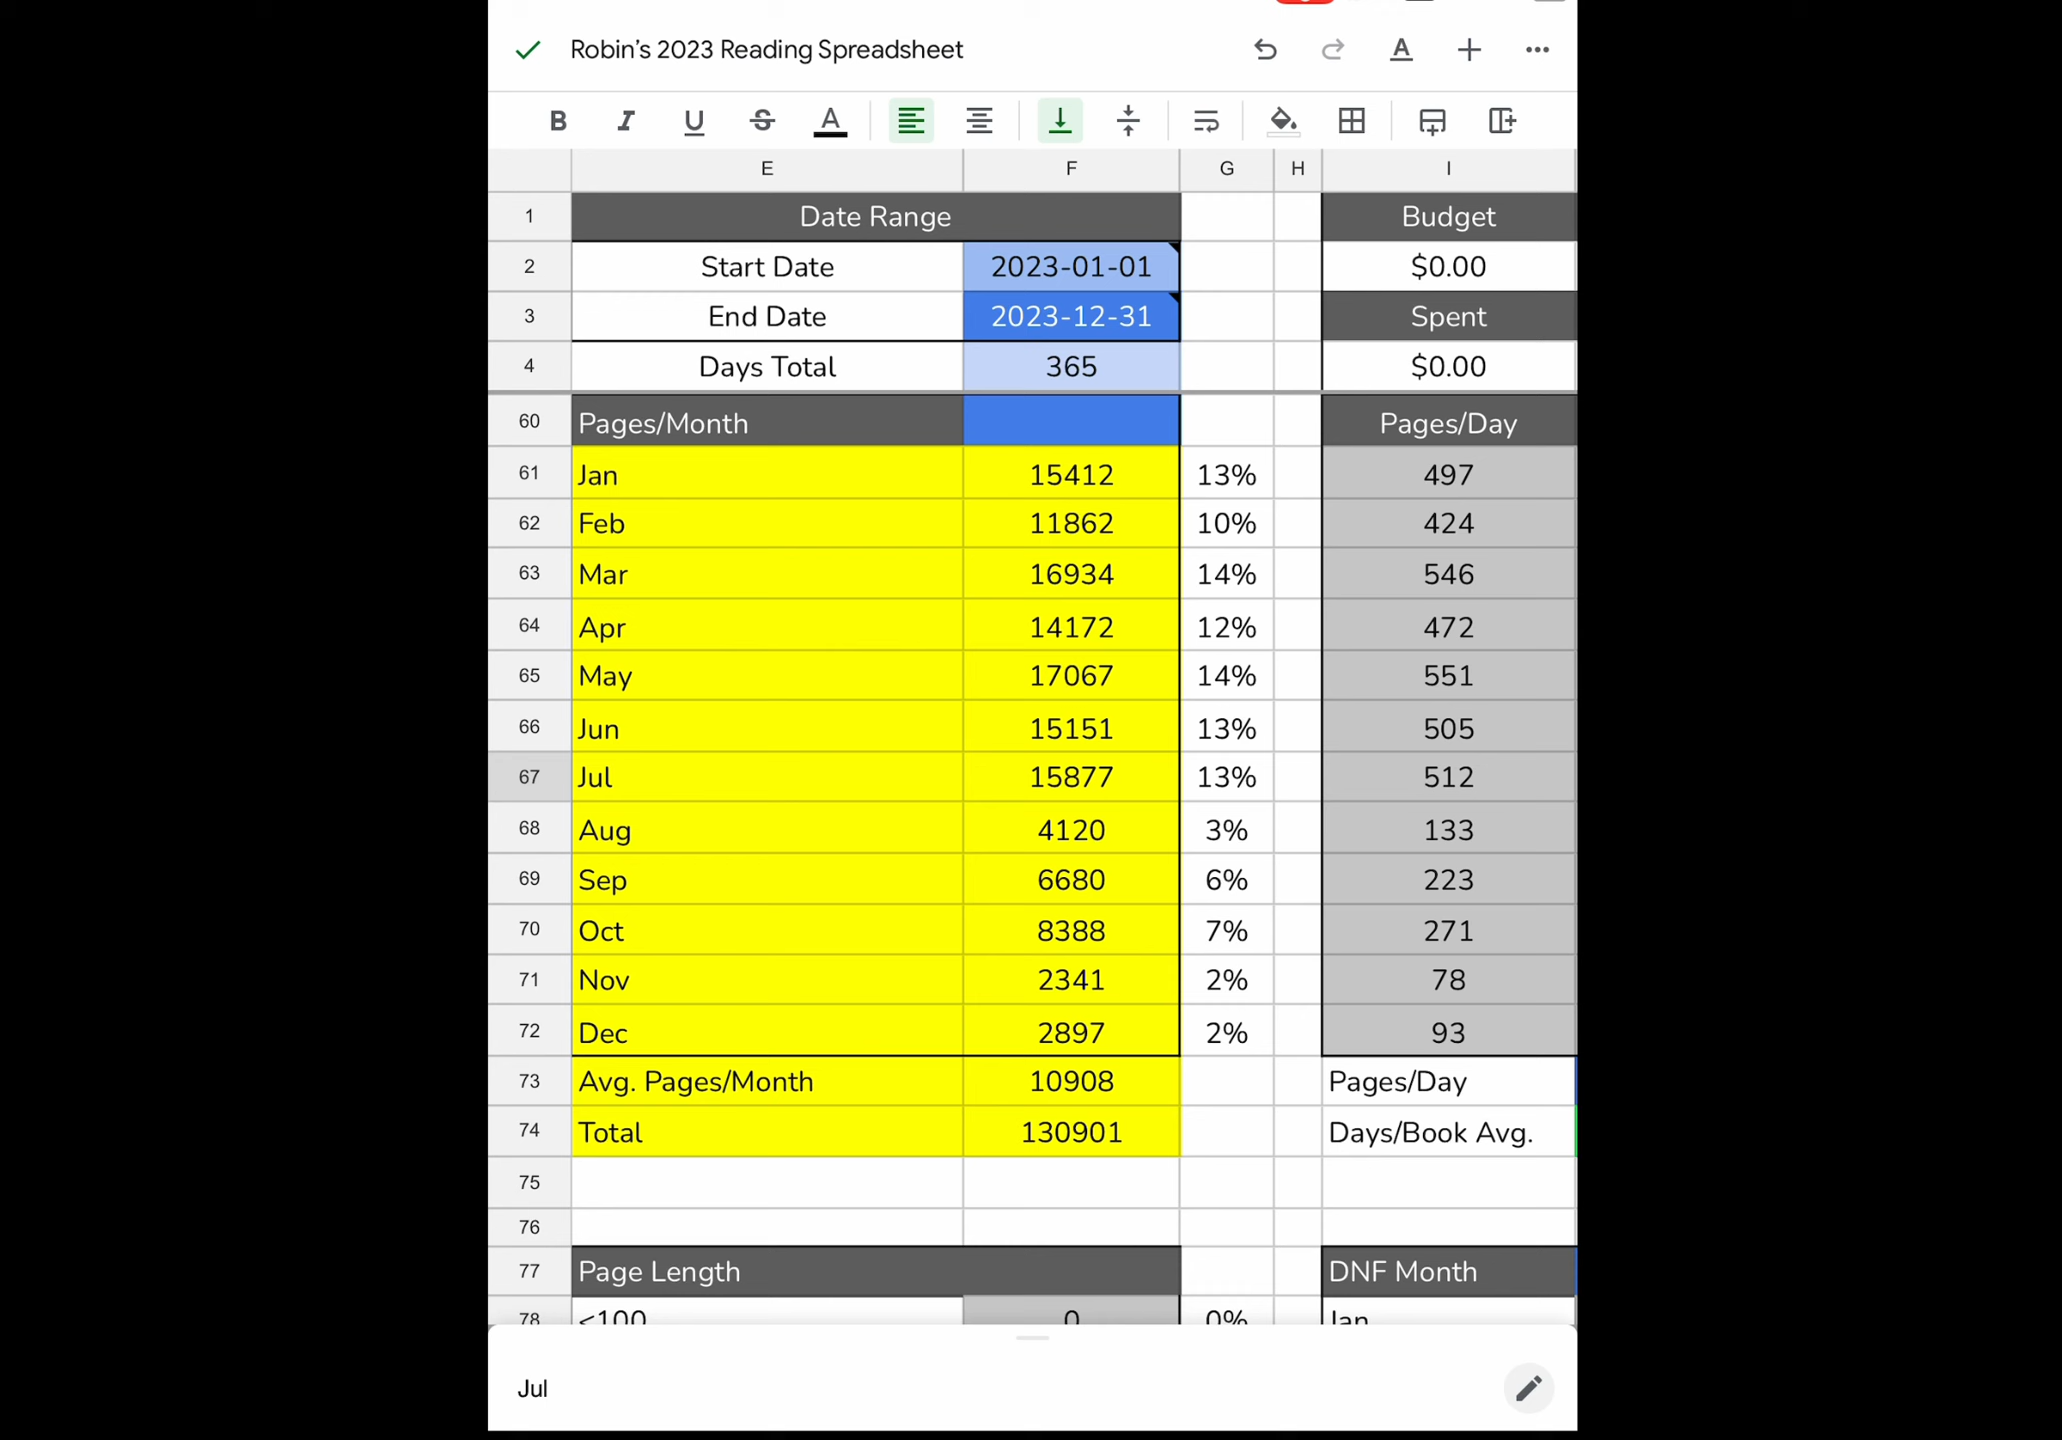 Robin’s 2023 Reading Spreadsheet
B I U S A
E F G H I
1 Date Range Budget
2 Start Date 2023-01-01 $0.00
3 End Date 2023-12-31 Spent
4 Days Total 365 $0.00
60 Pages/Month Pages/Day
61 Jan 15412 13% 497
62 Feb 11862 10% 424
63 Mar 16934 14% 546
64 Apr 14172 12% 472
65 May 17067 14% 551
66 Jun 15151 13% 505
67 Jul 15877 13% 512
68 Aug 4120 3% 133
69 Sep 6680 6% 223
70 Oct 8388 7% 271
71 Nov 2341 2% 78
72 Dec 2897 2% 93
73 Avg. Pages/Month 10908 Pages/Day
74 Total 130901 Days/Book Avg.
75
76
77 Page Length DNF Month
78 <100 0 0% Jan
Jul